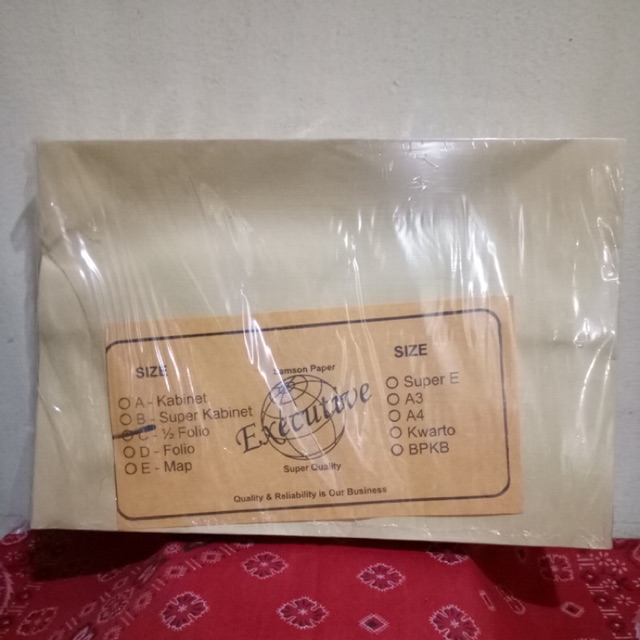 Samson Paper
Executive
Super Quality
SIZE
A - Kabinet
B - Super Kabinet
C - ½ Folio
D - Folio
E - Map
SIZE
Super E
A3
A4
Kwarto
BPKB
Quality & Reliability is Our Business